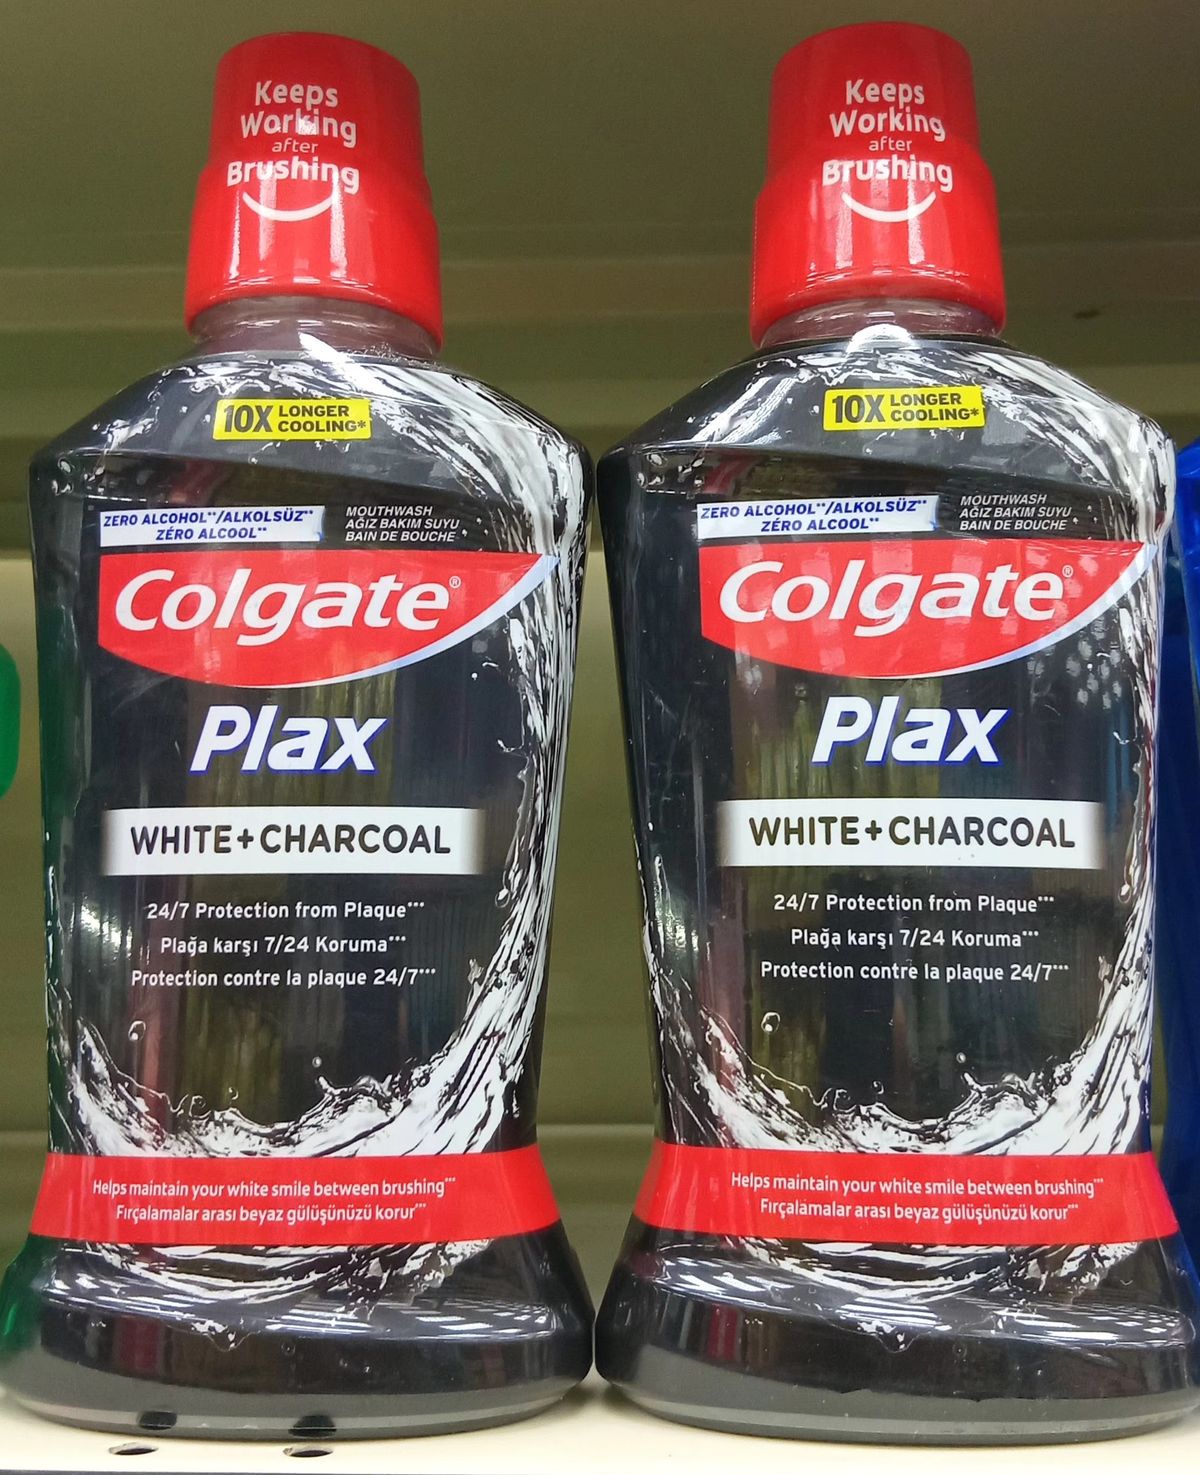 Keeps
Working
after
Brushing
10X LONGER
COOLING*
ZERO ALCOHOL**/ALKOLSÜZ**
ZÉRO ALCOOL**
MOUTHWASH
AĞIZ BAKIM SUYU
BAIN DE BOUCHE
Colgate®
Plax
WHITE+CHARCOAL
24/7 Protection from Plaque***
Plağa karşı 7/24 Koruma***
Protection contre la plaque 24/7***
Helps maintain your white smile between brushing***
Fırçalamalar arası beyaz gülüşünüzü korur***
Keeps
Working
after
Brushing
10X LONGER
COOLING*
ZERO ALCOHOL**/ALKOLSÜZ**
ZÉRO ALCOOL**
MOUTHWASH
AĞIZ BAKIM SUYU
BAIN DE BOUCHE
Colgate®
Plax
WHITE+CHARCOAL
24/7 Protection from Plaque***
Plağa karşı 7/24 Koruma***
Protection contre la plaque 24/7***
Helps maintain your white smile between brushing***
Fırçalamalar arası beyaz gülüşünüzü korur***